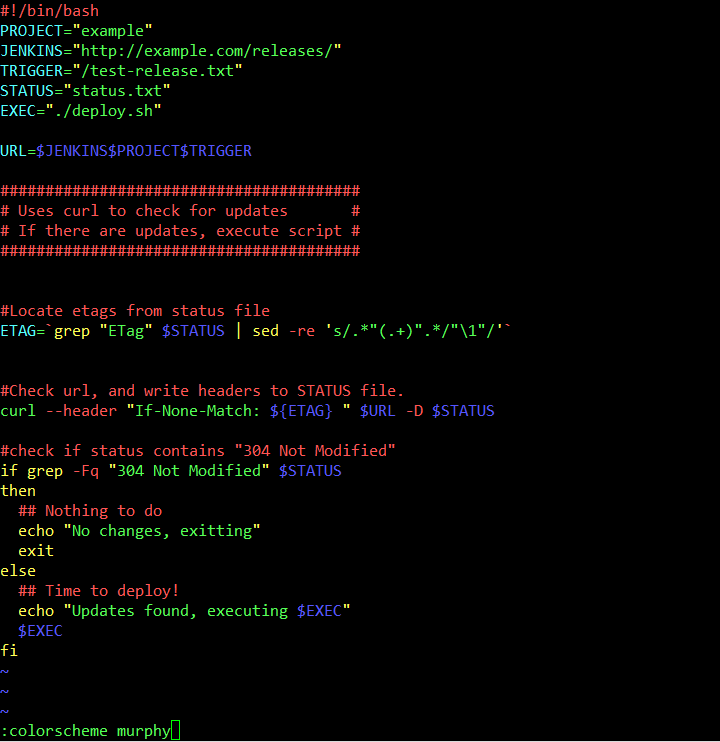 #!/bin/bash
PROJECT="example"
JENKINS="http://example.com/releases/"
TRIGGER="/test-release.txt"
STATUS="status.txt"
EXEC="./deploy.sh"
URL=$JENKINS$PROJECT$TRIGGER
########################################
# Uses curl to check for updates       #
# If there are updates, execute script #
########################################
#Locate etags from status file
ETAG=`grep "ETag" $STATUS | sed -re 's/.*"(.+)".*/"\1"/'`
#Check url, and write headers to STATUS file.
curl --header "If-None-Match: ${ETAG} " $URL -D $STATUS
#check if status contains "304 Not Modified"
if grep -Fq "304 Not Modified" $STATUS
then
  ## Nothing to do
  echo "No changes, exitting"
  exit
else
  ## Time to deploy!
  echo "Updates found, executing $EXEC"
  $EXEC
fi
~
~
~
:colorscheme murphy